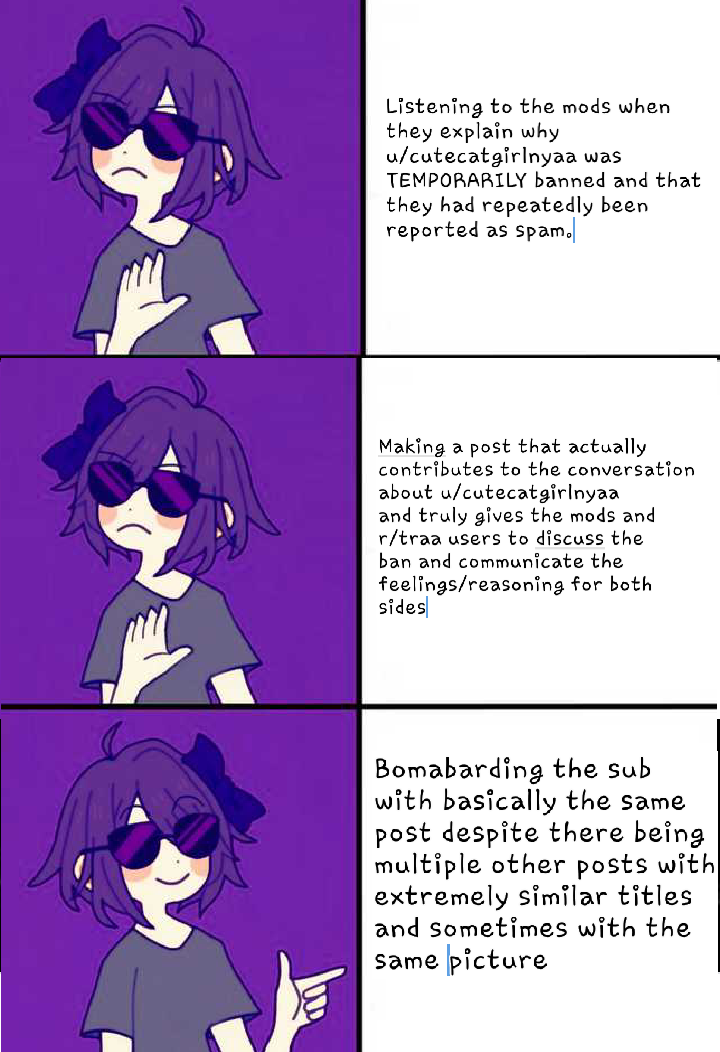 Listening to the mods when
they explain why
u/cutecatgirlnyaa was
TEMPORARILY banned and that
they had repeatedly been
reported as spam.
Making a post that actually
contributes to the conversation
about u/cutecatgirlnyaa
and truly gives the mods and
r/traa users to discuss the
ban and communicate the
feelings/reasoning for both
sides
Bomabarding the sub
with basically the same
post despite there being
multiple other posts with
extremely similar titles
and sometimes with the
same picture